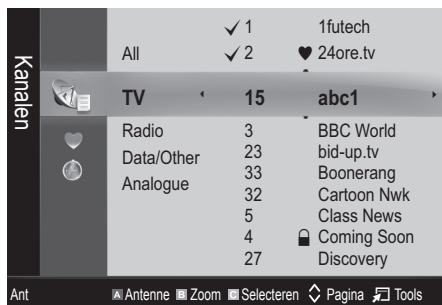 Kanalen
✓ 1 1futech
All ✓ 2 ♥ 24ore.tv
TV 15 abc1
Radio 3 BBC World
Data/Other 23 bid-up.tv
Analogue 33 Boonerang
32 Cartoon Nwk
5 Class News
4 Coming Soon
27 Discovery
Ant A Antenne B Zoom C Selecteren Pagina Tools